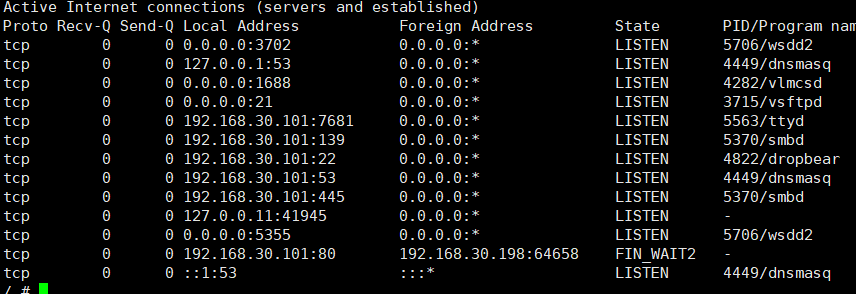 Active Internet connections (servers and established)
Proto Recv-Q Send-Q Local Address           Foreign Address         State       PID/Program nam
tcp        0      0 0.0.0.0:3702            0.0.0.0:*               LISTEN      5706/wsdd2
tcp        0      0 127.0.0.1:53            0.0.0.0:*               LISTEN      4449/dnsmasq
tcp        0      0 0.0.0.0:1688            0.0.0.0:*               LISTEN      4282/vlmcsd
tcp        0      0 0.0.0.0:21              0.0.0.0:*               LISTEN      3715/vsftpd
tcp        0      0 192.168.30.101:7681     0.0.0.0:*               LISTEN      5563/ttyd
tcp        0      0 192.168.30.101:139      0.0.0.0:*               LISTEN      5370/smbd
tcp        0      0 192.168.30.101:22       0.0.0.0:*               LISTEN      4822/dropbear
tcp        0      0 192.168.30.101:53       0.0.0.0:*               LISTEN      4449/dnsmasq
tcp        0      0 192.168.30.101:445      0.0.0.0:*               LISTEN      5370/smbd
tcp        0      0 127.0.0.11:41945        0.0.0.0:*               LISTEN      -
tcp        0      0 0.0.0.0:5355            0.0.0.0:*               LISTEN      5706/wsdd2
tcp        0      0 192.168.30.101:80       192.168.30.198:64658    FIN_WAIT2   -
tcp        0      0 ::1:53                  :::*                    LISTEN      4449/dnsmasq
/ #